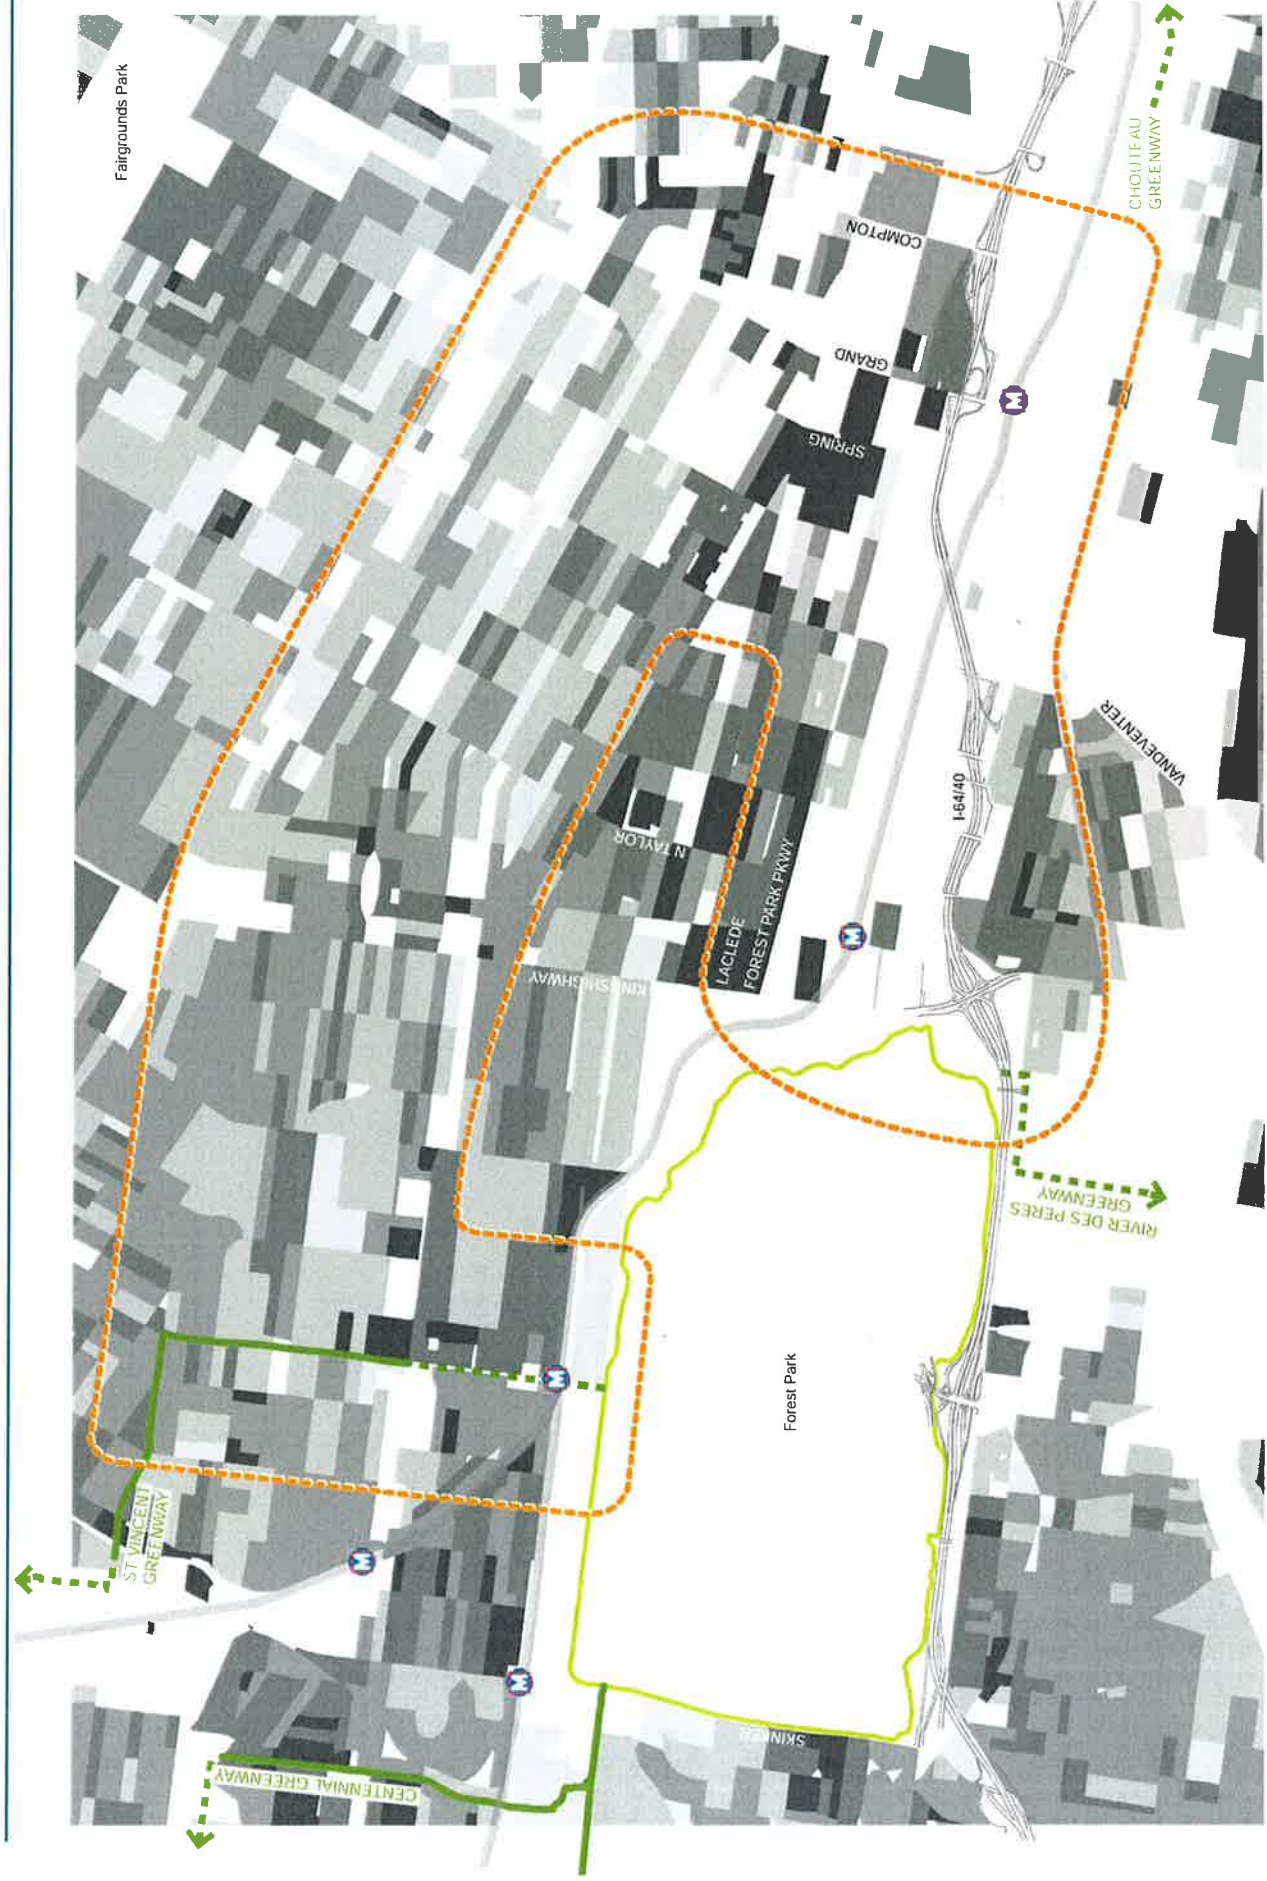 Fairgrounds Park
CHOUTEAU
GREENWAY
COMPTON
GRAND
SPRING
M
VANDEVENTER
I-64/40
N TAYLOR
LACLEDE
FOREST PARK PKWY
M
KINGSHIGHWAY
RIVER DES PERES
GREENWAY
Forest Park
M
ST VINCENT
GREENWAY
M
M
SKINKER
CENTENNIAL GREENWAY